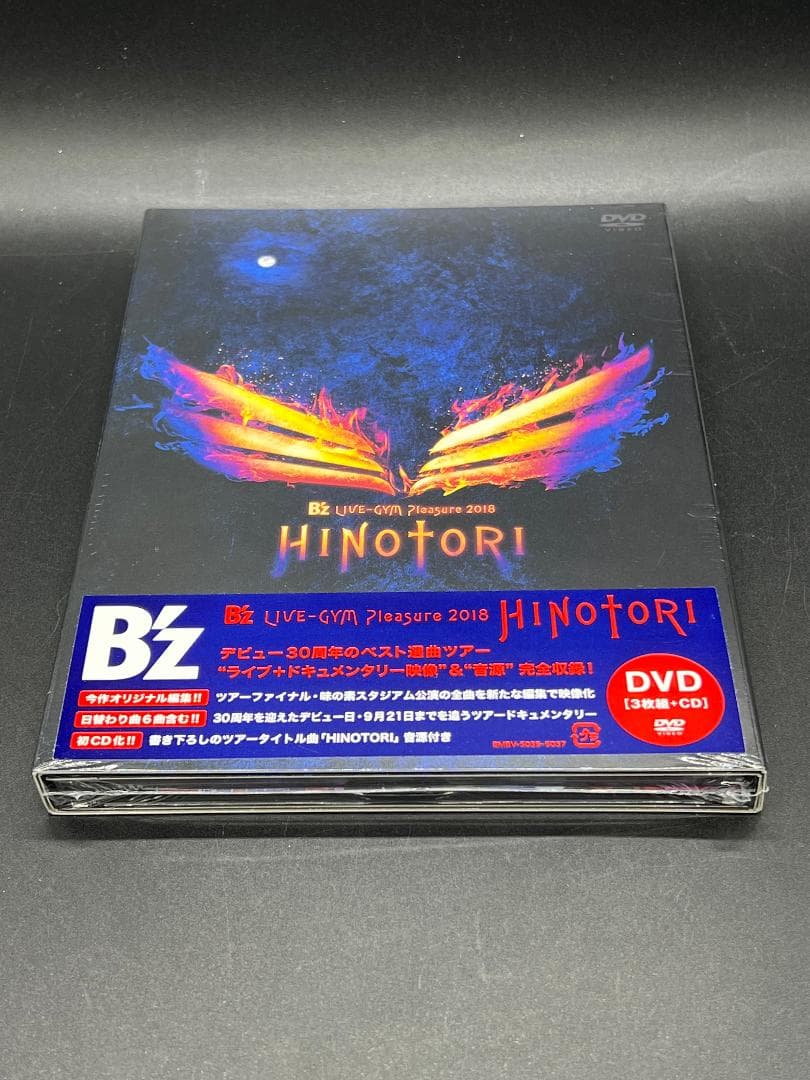 DVD
VIDEO
B'z LIVE-GYM Pleasure 2018
HINOTORI
B'z
B'z LIVE-GYM Pleasure 2018 HINOTORI
デビュー30周年のベスト選曲ツアー
“ライブ+ドキュメンタリー映像”&“音源”完全収録!
今作オリジナル編集!! ツアーファイナル・味の素スタジアム公演の全曲を新たな編集で映像化
日替わり曲6曲含む!! 30周年を迎えたデビュー日・9月21日までを追うツアードキュメンタリー
初CD化!! 書き下ろしのツアータイトル曲「HINOTORI」音源付き
DVD
[3枚組+CD]
DVD
VIDEO
BMBV-5035-5037